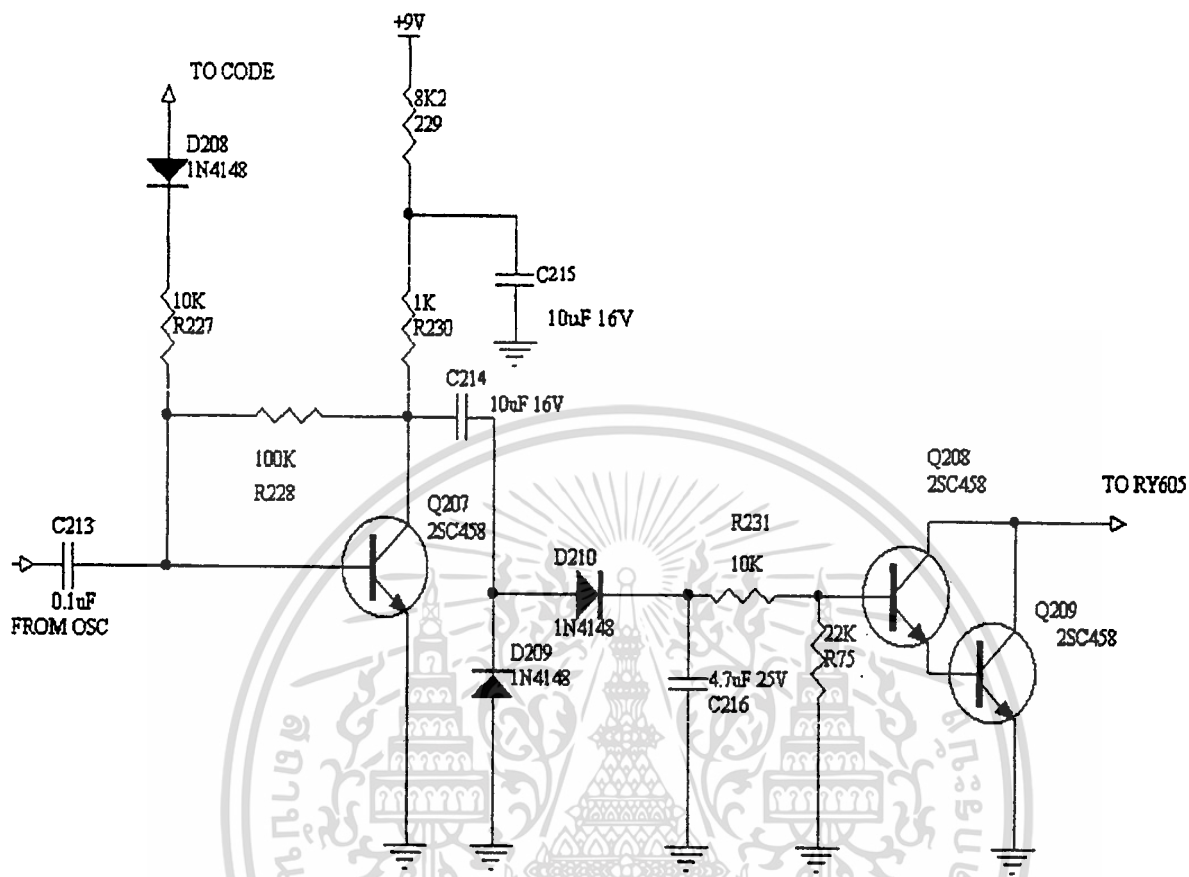 +9V
TO CODE
8K2
229
D208
1N4148
C215
10uF 16V
10K
R227
1K
R230
C214
10uF 16V
100K
R228
Q207
2SC458
C213
0.1uF
FROM OSC
D210
1N4148
R231
10K
Q208
2SC458
TO RY605
D209
1N4148
22K
R75
Q209
2SC458
4.7uF 25V
C216